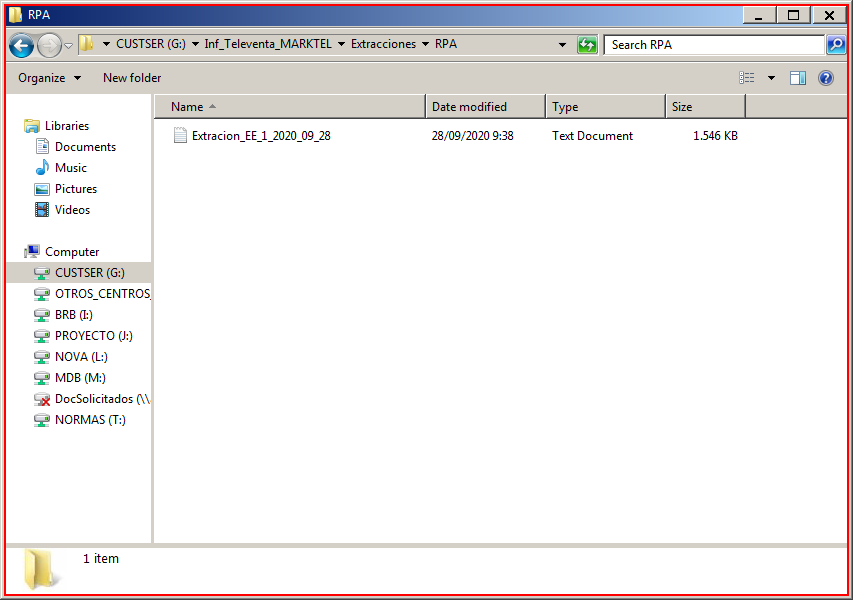 RPA
CUSTSER (G:) Inf_Televenta_MARKTEL Extracciones RPA
Search RPA
Organize New folder
Name Date modified Type Size
Extracion_EE_1_2020_09_28 28/09/2020 9:38 Text Document 1.546 KB
Libraries
Documents
Music
Pictures
Videos
Computer
CUSTSER (G:)
OTROS_CENTROS_
BRB (I:)
PROYECTO (J:)
NOVA (L:)
MDB (M:)
DocSolicitados (\\
NORMAS (T:)
1 item